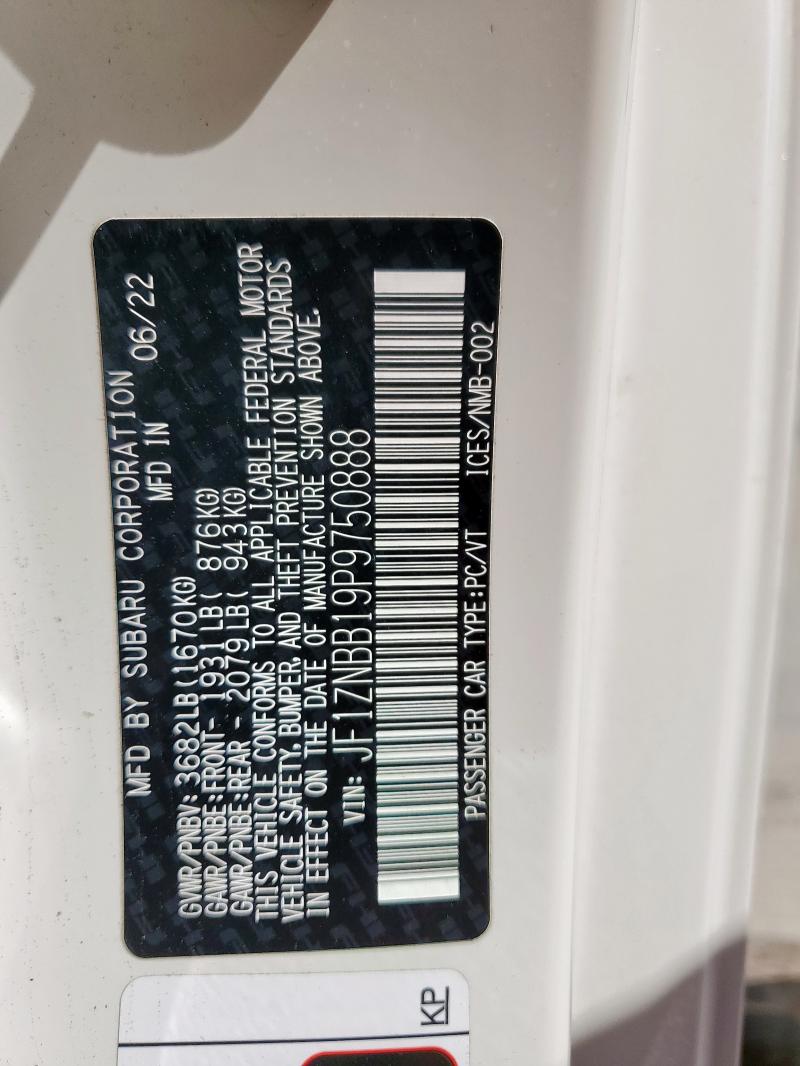 MFD BY SUBARU CORPORATION
MFD IN 06/22
GVWR/PNBV: 3682LB(1670KG)
GAWR/PNBE:FRONT- 1931LB( 876KG)
GAWR/PNBE:REAR - 2079LB( 943KG)
THIS VEHICLE CONFORMS TO ALL APPLICABLE FEDERAL MOTOR
VEHICLE SAFETY, BUMPER, AND THEFT PREVENTION STANDARDS
IN EFFECT ON THE DATE OF MANUFACTURE SHOWN ABOVE.
VIN: JF1ZNBB19P9750888
PASSENGER CAR TYPE:PC/VT ICES/NMB-002
KP